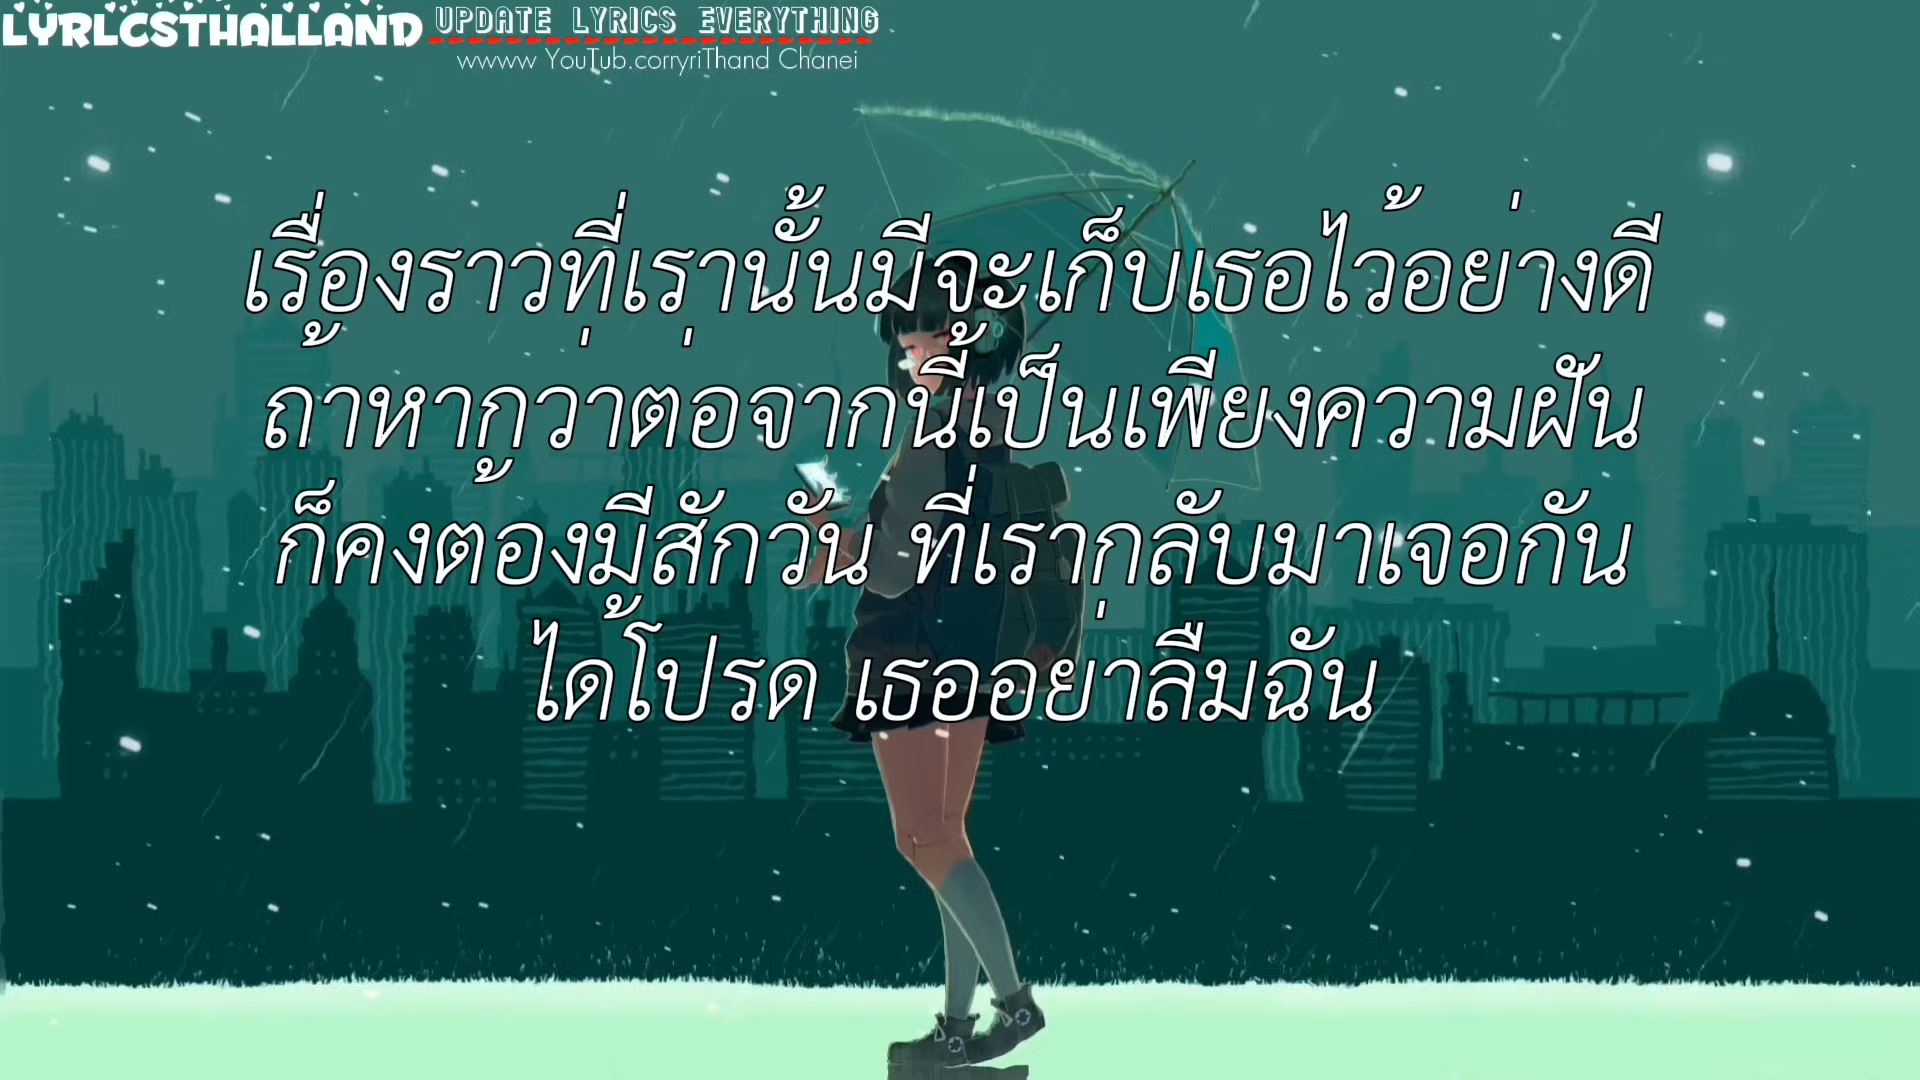 LYRLCSTHALLAND UPDATE LYRICS EVERYTHING
wwww YouTub.corryriThand Chanei
เรื่องราวที่เรานั้นมีจะเก็บเธอไว้อย่างดี
ถ้าหากว่าต่อจากนี้เป็นเพียงความฝัน
ก็คงต้องมีสักวัน ที่เรากลับมาเจอกัน
ได้โปรด เธออย่าลืมฉัน